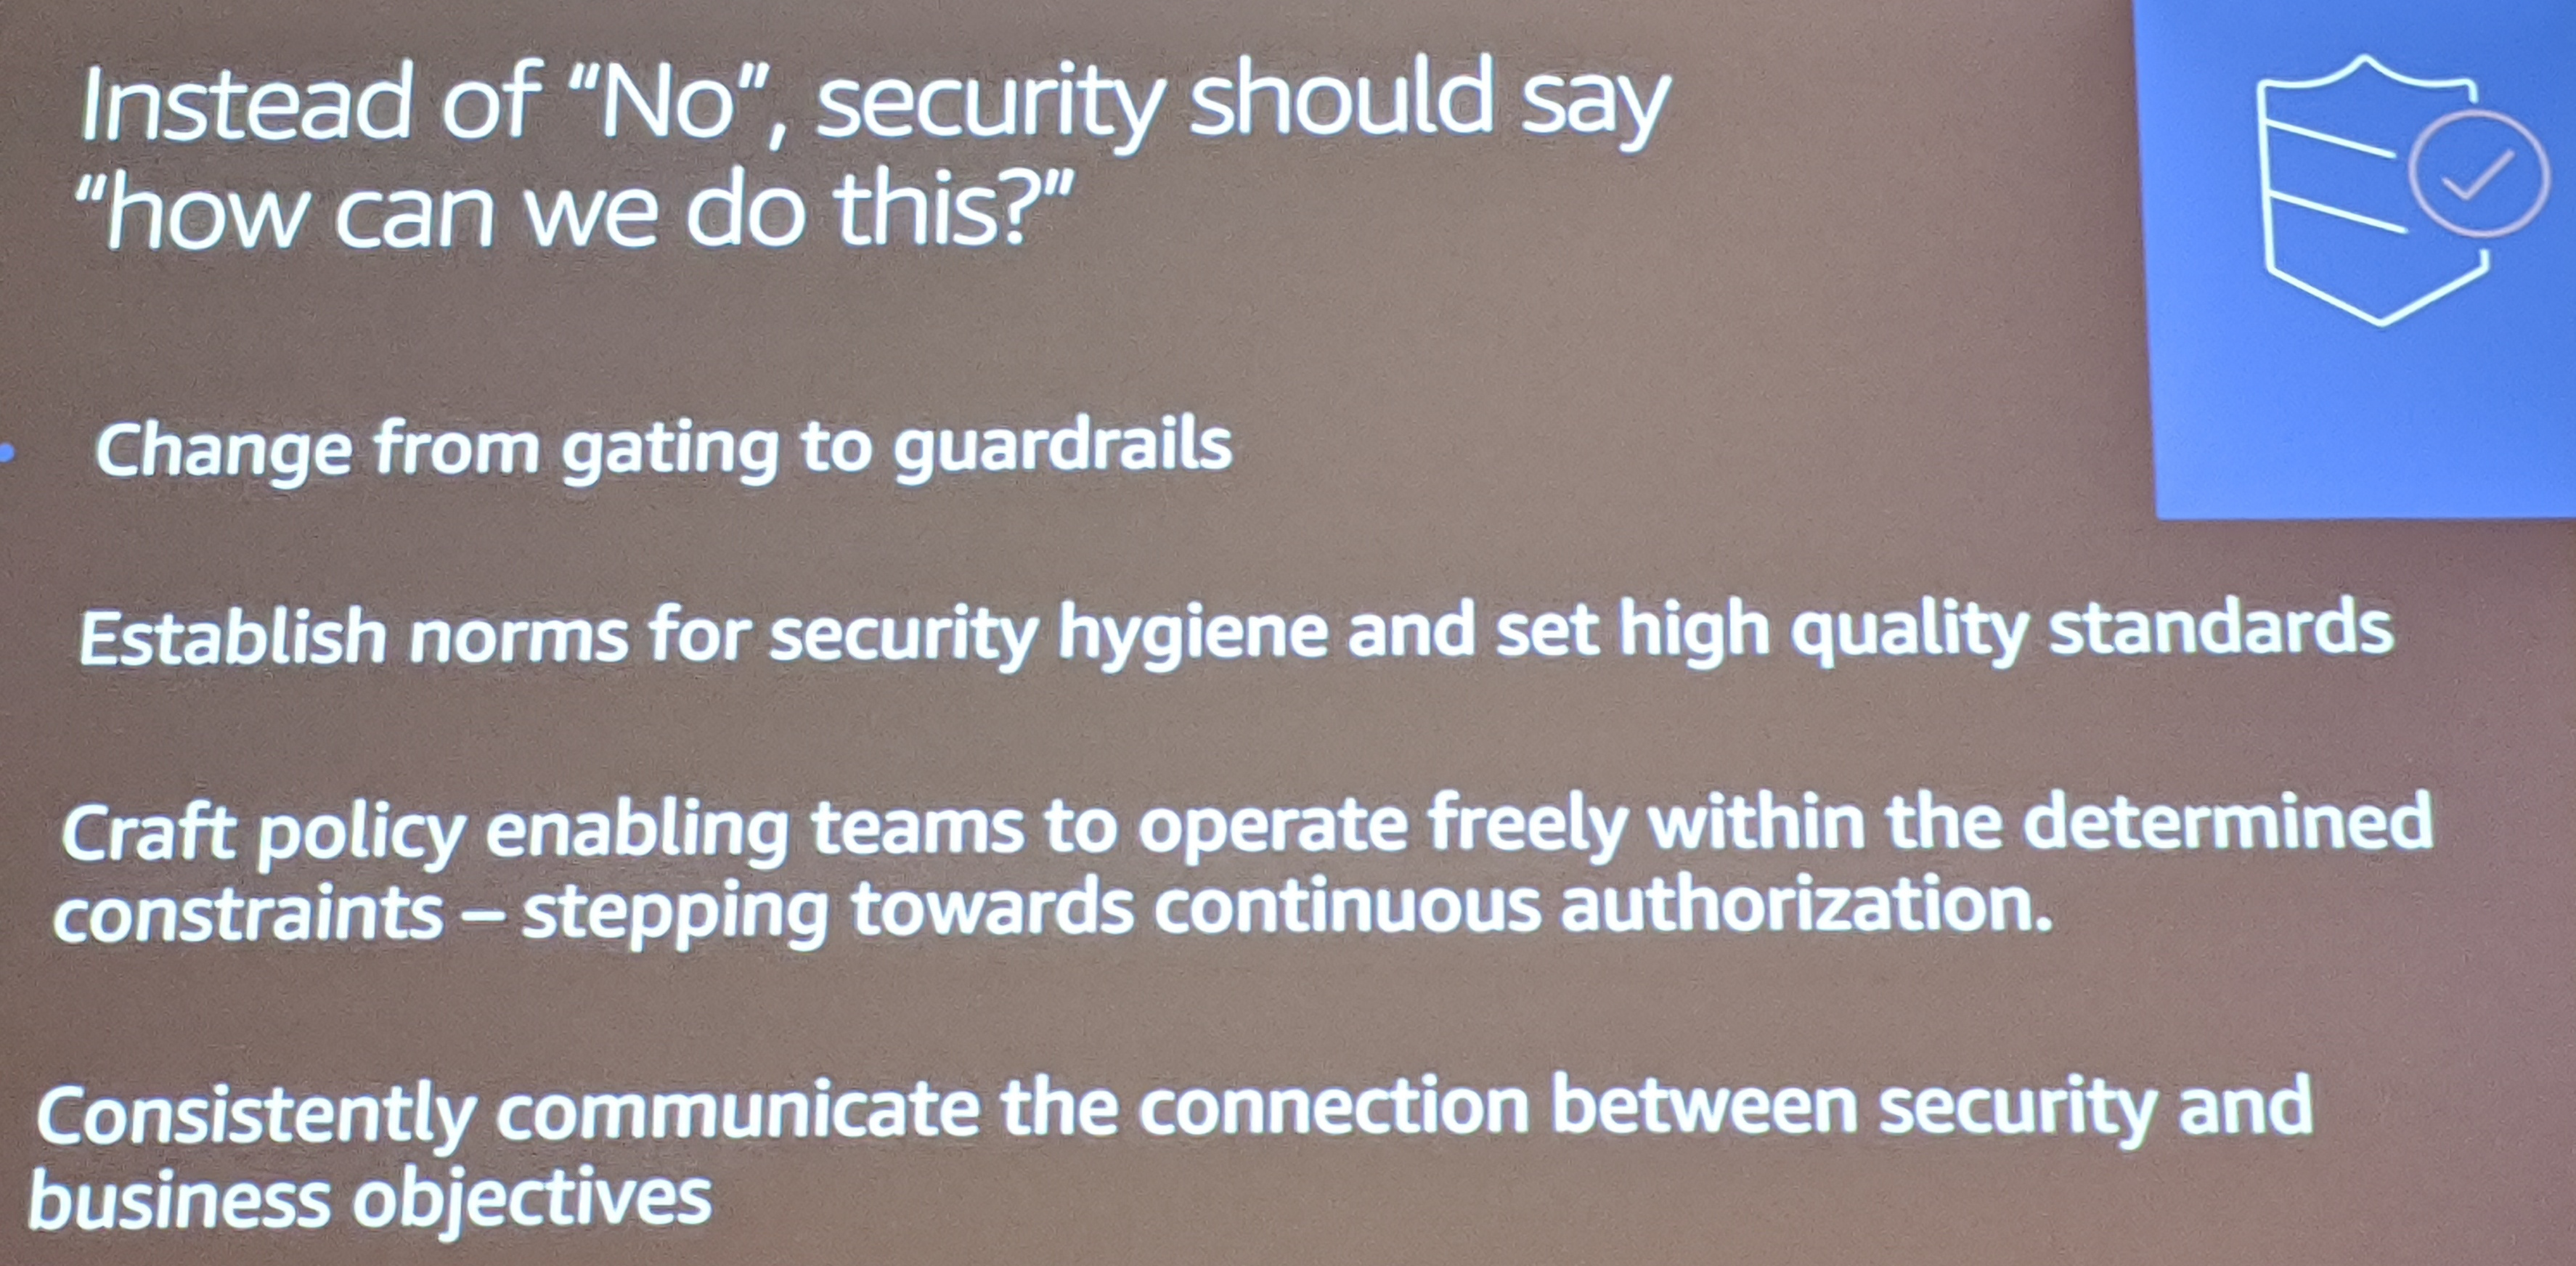 Instead of “No”, security should say
“how can we do this?”
Change from gating to guardrails
Establish norms for security hygiene and set high quality standards
Craft policy enabling teams to operate freely within the determined
constraints – stepping towards continuous authorization.
Consistently communicate the connection between security and
business objectives